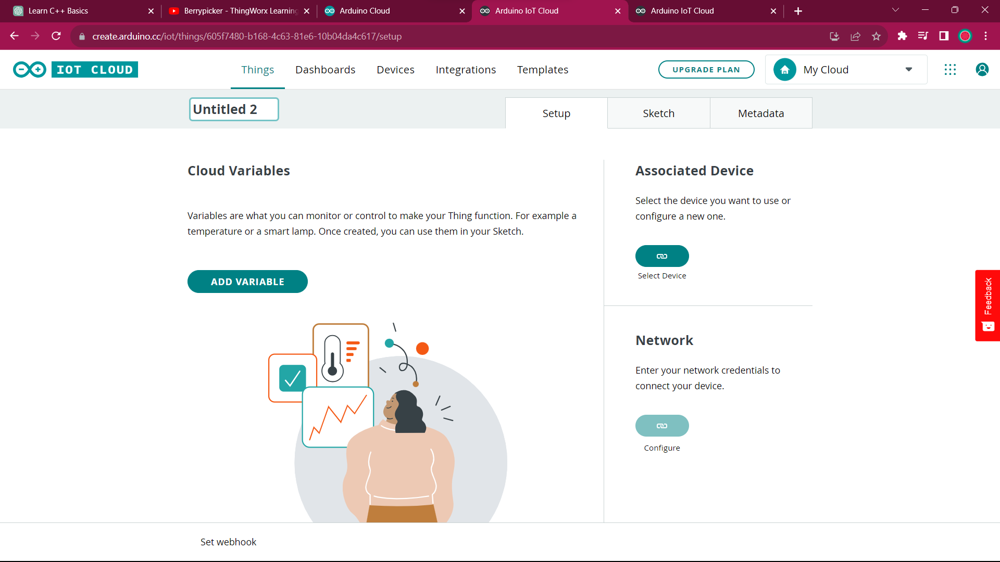 Learn C++ Basics
Berrypicker - ThingWorx Learning
Arduino Cloud
Arduino IoT Cloud
Arduino IoT Cloud
create.arduino.cc/iot/things/605f7480-b168-4c63-81e6-10b04da4c617/setup
IOT CLOUD
Things
Dashboards
Devices
Integrations
Templates
UPGRADE PLAN
My Cloud
Untitled 2
Setup
Sketch
Metadata
Cloud Variables
Variables are what you can monitor or control to make your Thing function. For example a
temperature or a smart lamp. Once created, you can use them in your Sketch.
ADD VARIABLE
Associated Device
Select the device you want to use or
configure a new one.
Select Device
Feedback
Network
Enter your network credentials to
connect your device.
Configure
Set webhook